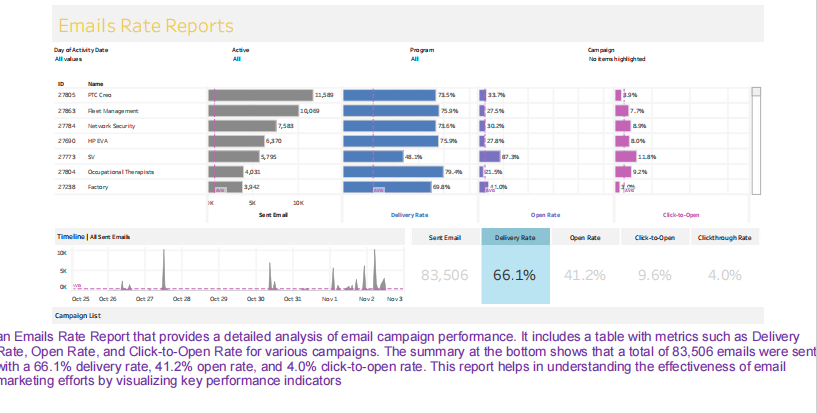 Emails Rate Reports
Day of Activity Date Active Program Campaign
All values All All No items highlighted
ID Name
27805 PTC Creo 11,589 73.5% 33.7% 3.9%
27863 Fleet Management 10,069 75.9% 27.5% 7.7%
27784 Network Security 7,583 73.6% 30.2% 8.9%
27690 HP EVA 6,370 75.9% 27.8% 8.0%
27773 SV 5,795 48.1% 87.3% 11.8%
27804 Occupational Therapists 4,031 79.4% 21.5% 9.2%
27238 Factory 3,942 69.8% 41.0% 3.0%
0K 5K 10K
Sent Email Delivery Rate Open Rate Click-to-Open
Timeline | All Sent Emails Sent Email Delivery Rate Open Rate Click-to-Open Clickthrough Rate
10K
5K
0K
83,506 66.1% 41.2% 9.6% 4.0%
Oct 25 Oct 26 Oct 27 Oct 28 Oct 29 Oct 30 Oct 31 Nov 1 Nov 2 Nov 3
Campaign List
an Emails Rate Report that provides a detailed analysis of email campaign performance. It includes a table with metrics such as Delivery
Rate, Open Rate, and Click-to-Open Rate for various campaigns. The summary at the bottom shows that a total of 83,506 emails were sent
with a 66.1% delivery rate, 41.2% open rate, and 4.0% click-to-open rate. This report helps in understanding the effectiveness of email
marketing efforts by visualizing key performance indicators